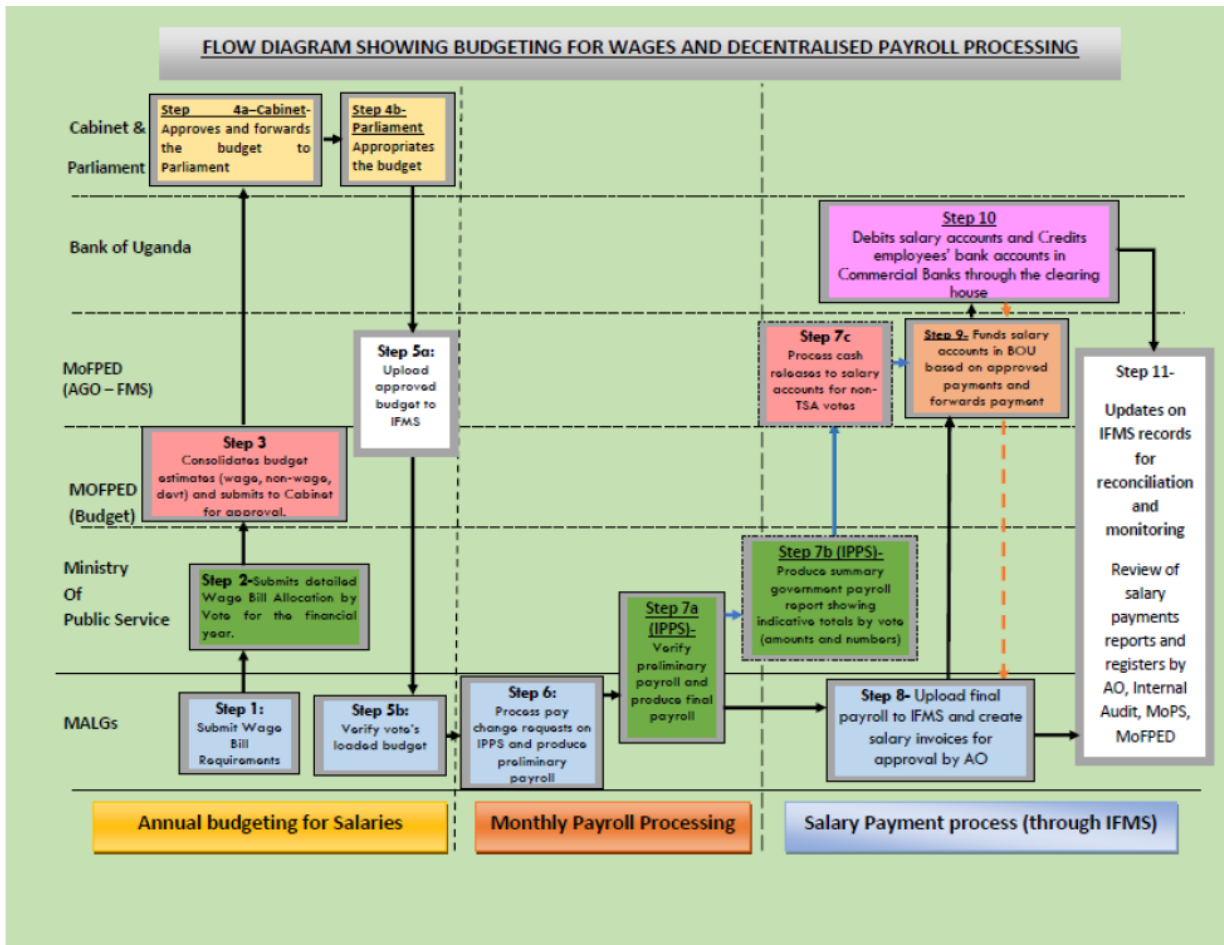 FLOW DIAGRAM SHOWING BUDGETING FOR WAGES AND DECENTRALISED PAYROLL PROCESSING
Cabinet &
Parliament
Step 4a–Cabinet-
Approves and forwards
the budget to
Parliament
Step 4b-
Parliament
Appropriates
the budget
Bank of Uganda
Step 10
Debits salary accounts and Credits
employees' bank accounts in
Commercial Banks through the clearing
house
MoFPED
(AGO – FMS)
Step 5a:
Upload
approved
budget to
IFMS
Step 7c
Process cash
releases to salary
accounts for non-
TSA votes
Step 9- Funds salary
accounts in BOU
based on approved
payments and
forwards payment
Step 11-
Updates on
IFMS records
for
reconciliation
and
monitoring
Review of
salary
payments
reports and
registers by
AO, Internal
Audit, MoPS,
MoFPED
MOFPED
(Budget)
Step 3
Consolidates budget
estimates (wage, non-wage,
devt) and submits to Cabinet
for approval.
Ministry
Of
Public Service
Step 2-Submits detailed
Wage Bill Allocation by
Vote for the financial
year.
Step 7a
(IPPS)-
Verify
preliminary
payroll and
produce final
payroll
Step 7b (IPPS)-
Produce summary
government payroll
report showing
indicative totals by vote
(amounts and numbers)
MALGs
Step 1:
Submit Wage
Bill
Requirements
Step 5b:
Verify vote's
loaded budget
Step 6:
Process pay
change requests on
IPPS and produce
preliminary
payroll
Step 8- Upload final
payroll to IFMS and create
salary invoices for
approval by AO
Annual budgeting for Salaries
Monthly Payroll Processing
Salary Payment process (through IFMS)